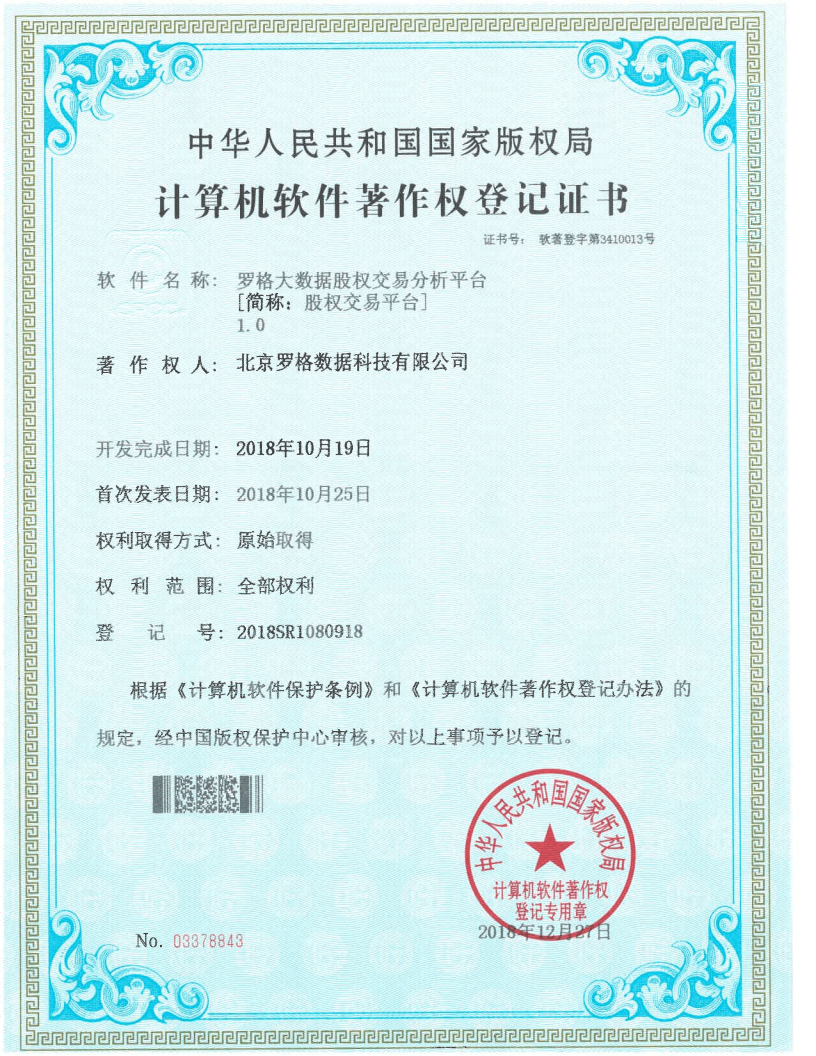 中华人民共和国国家版权局
计算机软件著作权登记证书
证书号： 软著登字第3410013号
软 件 名 称： 罗格大数据股权交易分析平台
[简称：股权交易平台]
1.0
著 作 权 人： 北京罗格数据科技有限公司
开发完成日期： 2018年10月19日
首次发表日期： 2018年10月25日
权利取得方式： 原始取得
权 利 范 围： 全部权利
登 记 号： 2018SR1080918
根据《计算机软件保护条例》和《计算机软件著作权登记办法》的
规定，经中国版权保护中心审核，对以上事项予以登记。
中华人民共和国国家版权局
计算机软件著作权
登记专用章
2018年12月27日
No. 03378843